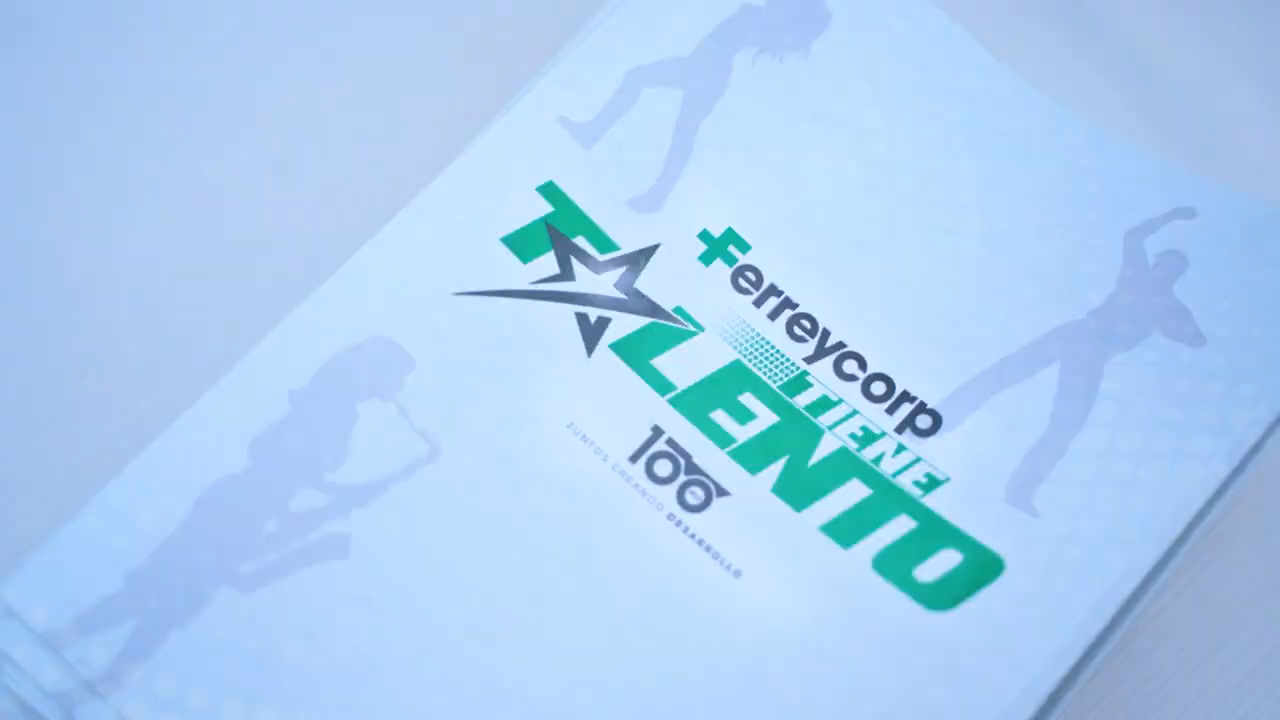 Ferreycorp
TIENE
TALENTO
100
JUNTOS CREANDO DESARROLLO